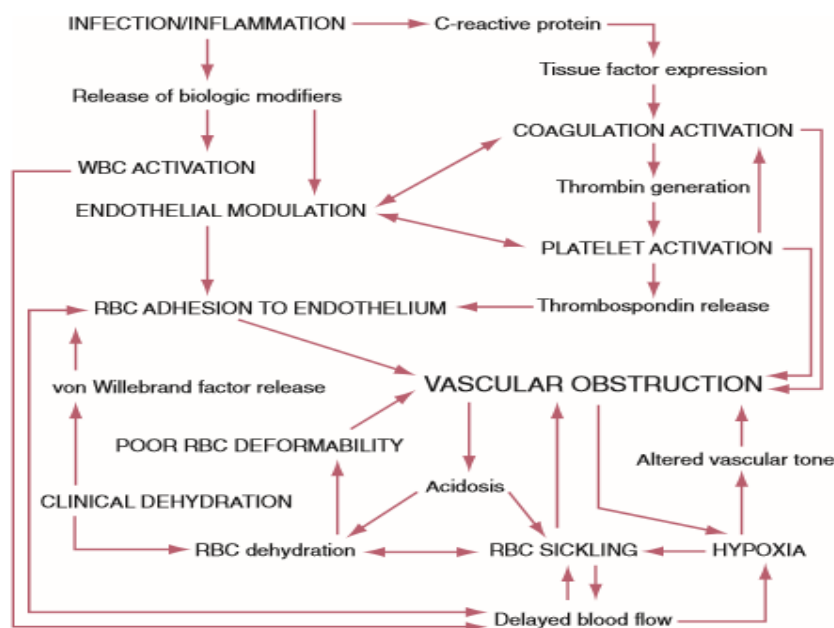 INFECTION/INFLAMMATION
C-reactive protein
Tissue factor expression
Release of biologic modifiers
COAGULATION ACTIVATION
WBC ACTIVATION
Thrombin generation
ENDOTHELIAL MODULATION
PLATELET ACTIVATION
RBC ADHESION TO ENDOTHELIUM
Thrombospondin release
von Willebrand factor release
VASCULAR OBSTRUCTION
POOR RBC DEFORMABILITY
Altered vascular tone
Acidosis
CLINICAL DEHYDRATION
RBC dehydration
RBC SICKLING
HYPOXIA
Delayed blood flow